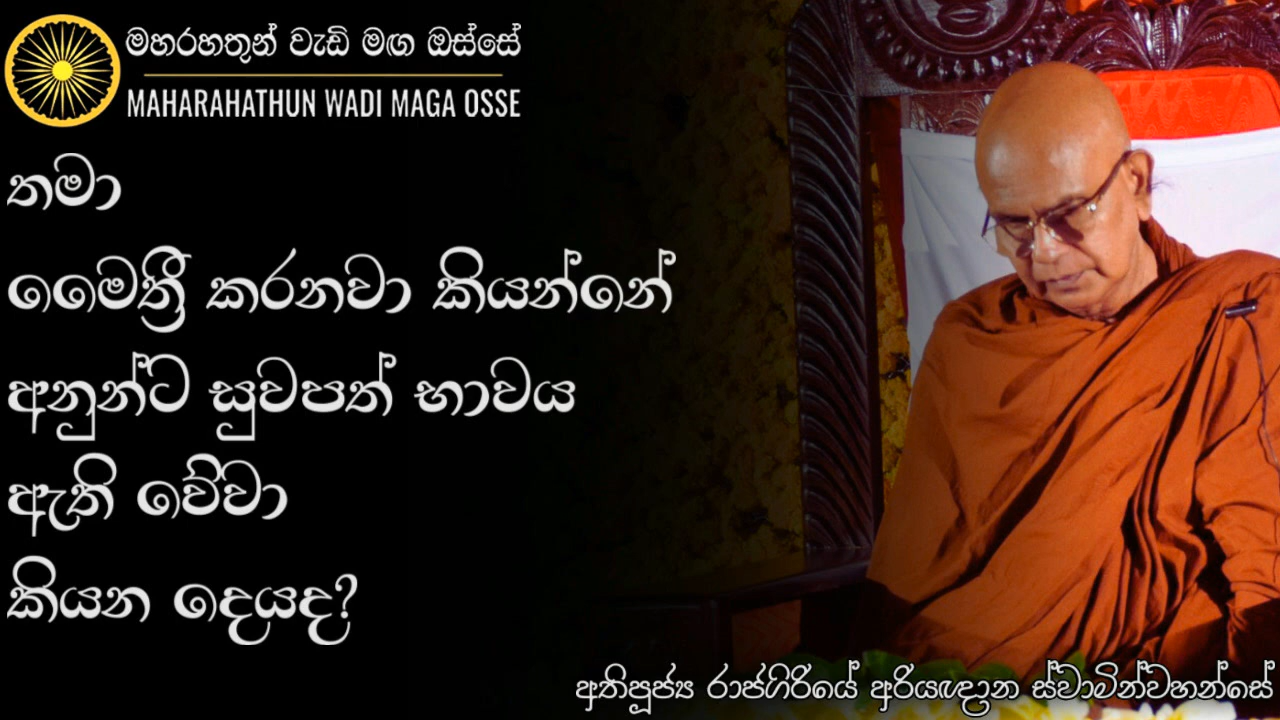 මහරහතුන් වැඩි මඟ ඔස්සේ
MAHARAHATHUN WADI MAGA OSSE
තමා
මෛත්‍රී කරනවා කියන්නේ
අනුන්ට සුවපත් භාවය
ඇති වේවා
කියන දෙයද?
අතිපූජ්‍ය රාජ්ගිරියේ අරියඥාන ස්වාමින්වහන්සේ